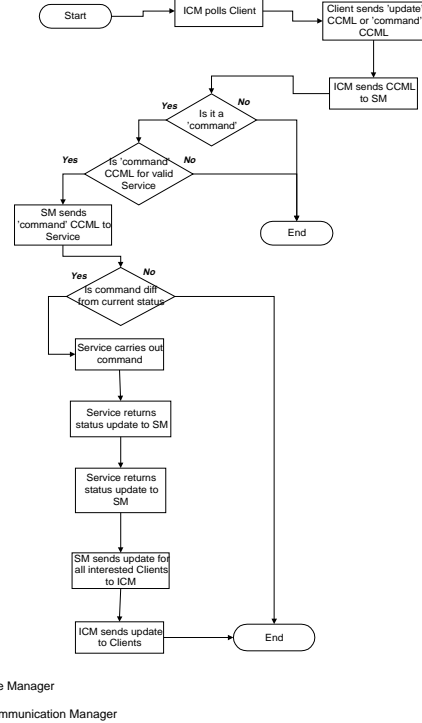 Start
ICM polls Client
Client sends 'update'
CCML or 'command'
CCML
ICM sends CCML
to SM
Yes
No
Is it a
'command'
Yes
No
Is 'command'
CCML for valid
Service
SM sends
'command' CCML to
Service
End
Yes
No
Is command diff
from current status
Service carries out
command
Service returns
status update to SM
Service returns
status update to
SM
SM sends update for
all interested Clients
to ICM
ICM sends update
to Clients
End
Manager
Manager